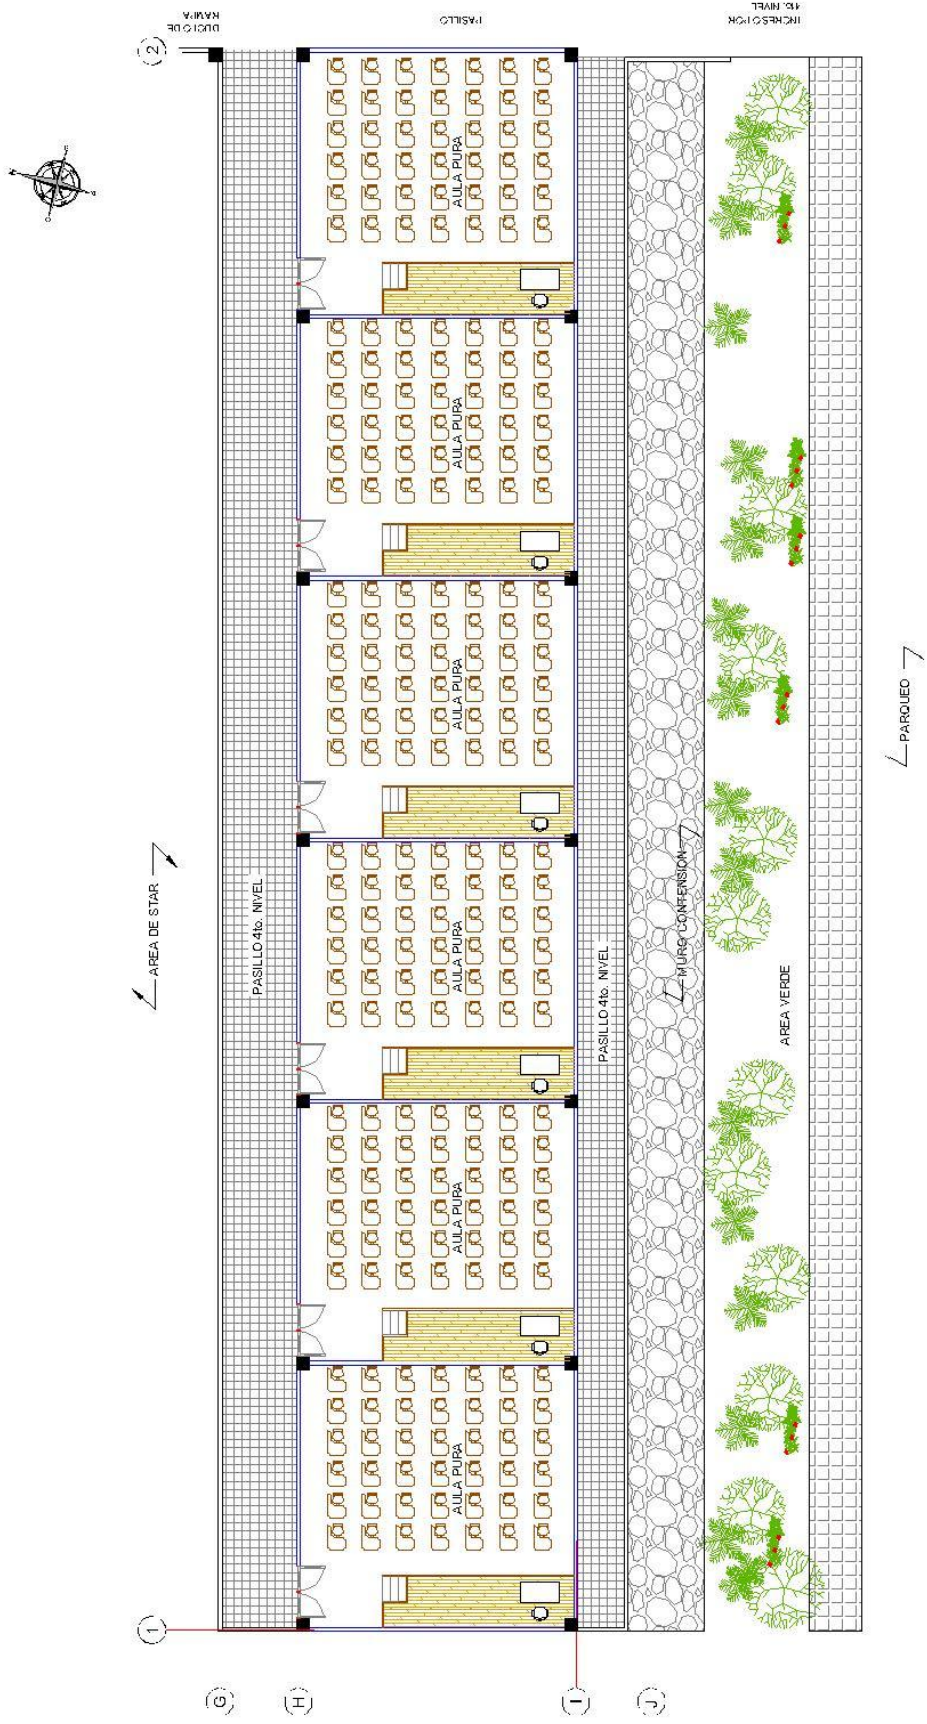 DUCTO DE
RAMPA
PASILLO
INGRESO POR
4to. NIVEL
2
AULA PURA
AULA PURA
AULA PURA
AULA PURA
AULA PURA
AULA PURA
AREA DE STAR
PASILLO 4to. NIVEL
PASILLO 4to. NIVEL
MURO CONTENSION
AREA VERDE
PARQUEO
1
G
H
I
J